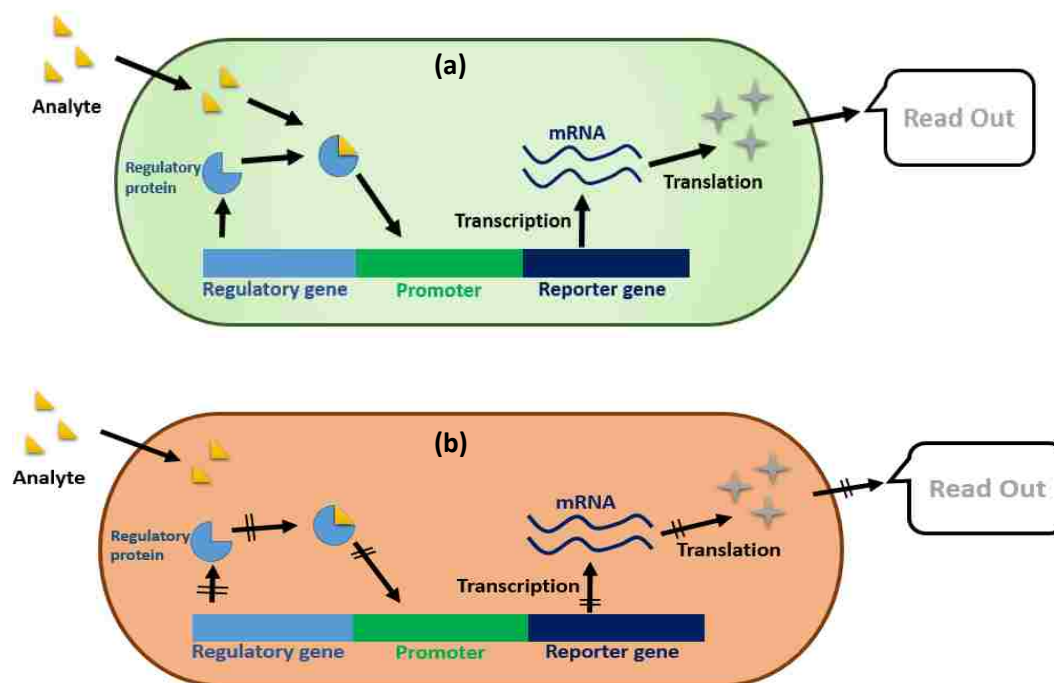 (a)
Analyte
Regulatory
protein
mRNA
Read Out
Translation
Transcription
Regulatory gene
Promoter
Reporter gene
(b)
Analyte
Regulatory
protein
mRNA
Read Out
Translation
Transcription
Regulatory gene
Promoter
Reporter gene